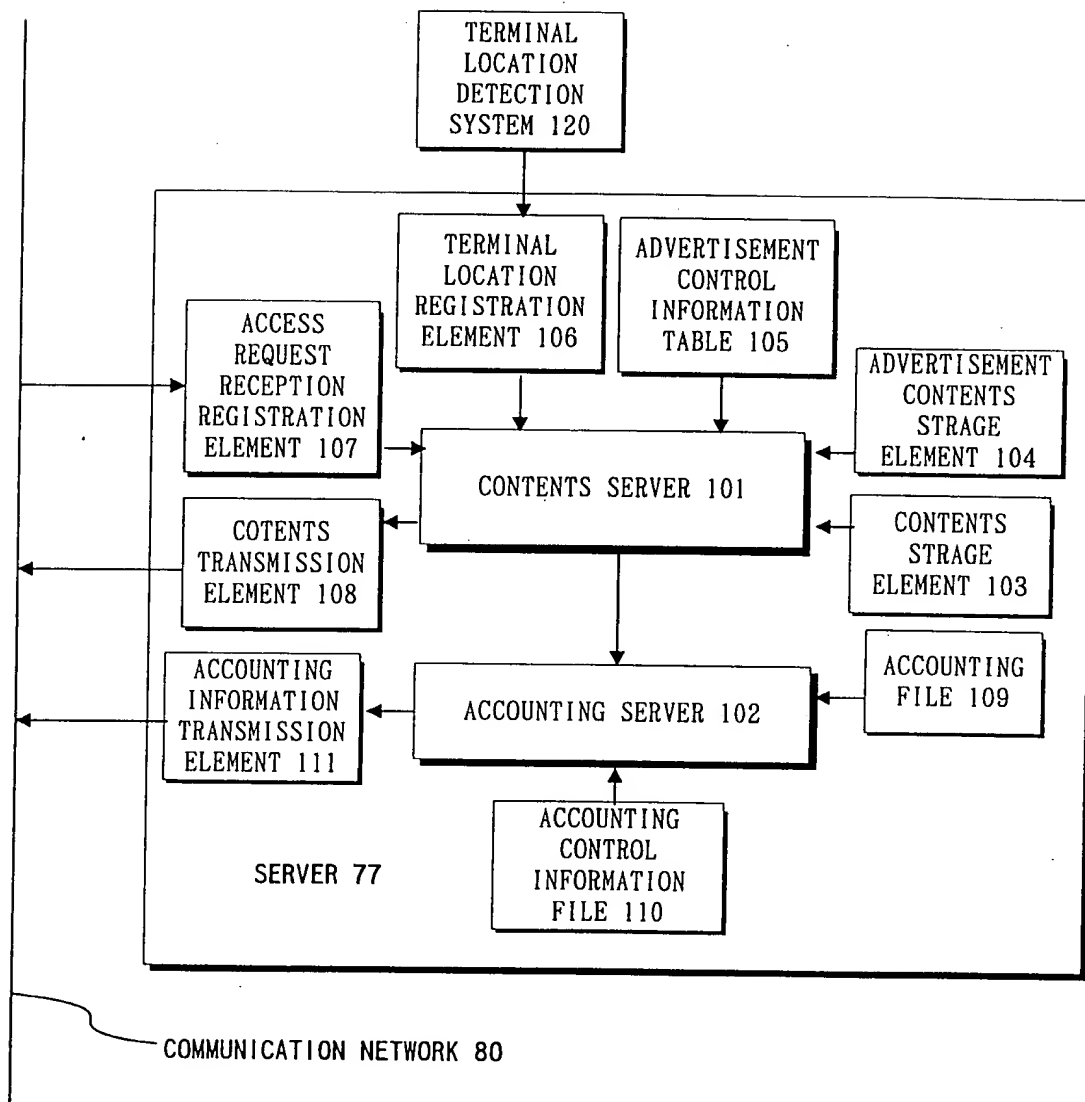 TERMINAL
LOCATION
DETECTION
SYSTEM 120
TERMINAL
LOCATION
REGISTRATION
ELEMENT 106
ADVERTISEMENT
CONTROL
INFORMATION
TABLE 105
ACCESS
REQUEST
RECEPTION
REGISTRATION
ELEMENT 107
ADVERTISEMENT
CONTENTS
STRAGE
ELEMENT 104
CONTENTS SERVER 101
COTENTS
TRANSMISSION
ELEMENT 108
CONTENTS
STRAGE
ELEMENT 103
ACCOUNTING
INFORMATION
TRANSMISSION
ELEMENT 111
ACCOUNTING SERVER 102
ACCOUNTING
FILE 109
ACCOUNTING
CONTROL
INFORMATION
FILE 110
SERVER 77
COMMUNICATION NETWORK 80